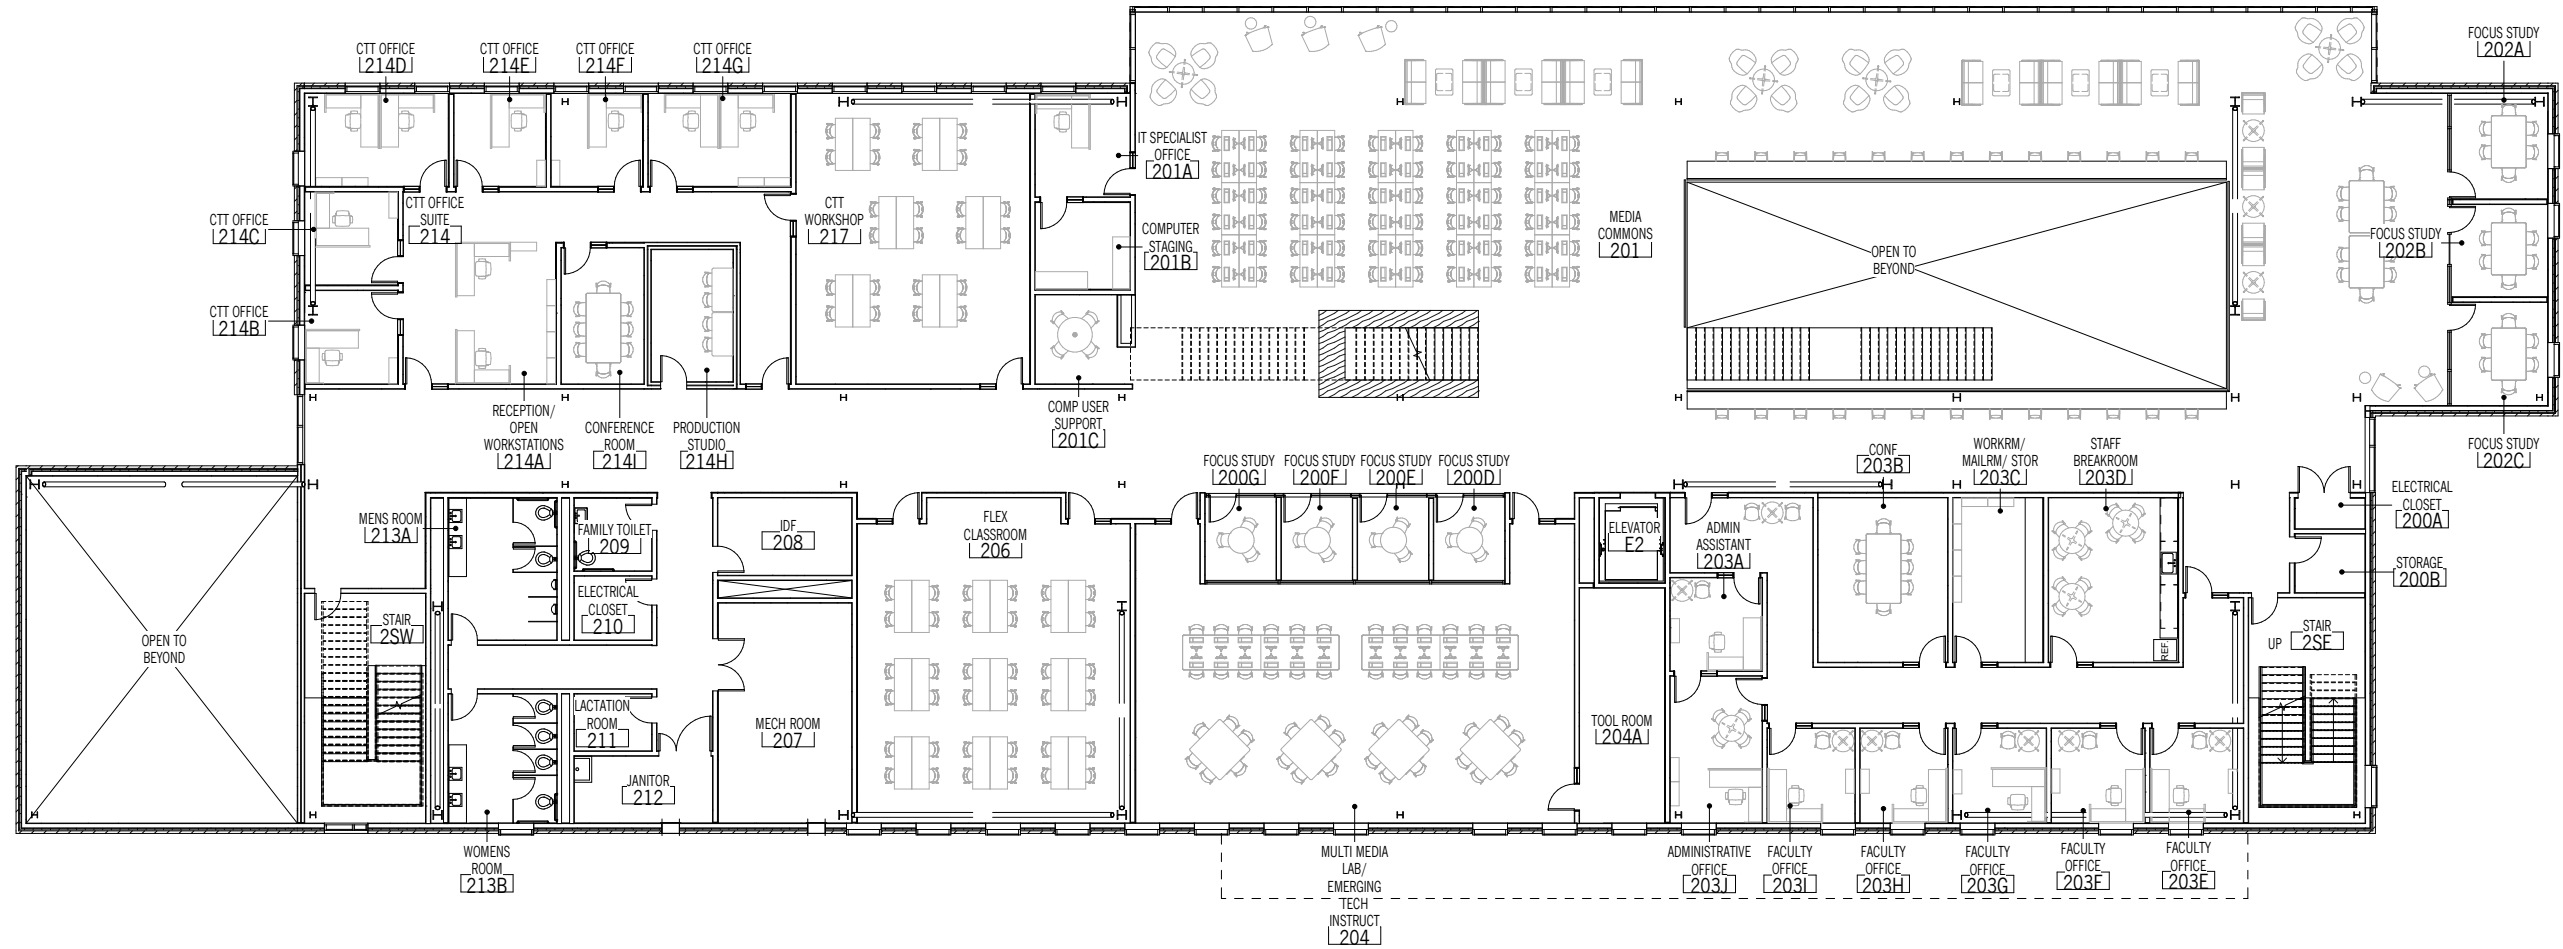 CTT OFFICE
214D
CTT OFFICE
214E
CTT OFFICE
214F
CTT OFFICE
214G
FOCUS STUDY
202A
IT SPECIALIST
OFFICE
201A
CTT OFFICE
214C
CTT OFFICE
SUITE
214
CTT
WORKSHOP
217
COMPUTER
STAGING
201B
MEDIA
COMMONS
201
OPEN TO
BEYOND
FOCUS STUDY
202B
CTT OFFICE
214B
RECEPTION/
OPEN
WORKSTATIONS
214A
CONFERENCE
ROOM
214I
PRODUCTION
STUDIO
214H
COMP USER
SUPPORT
201C
FOCUS STUDY
200G
FOCUS STUDY
200F
FOCUS STUDY
200E
FOCUS STUDY
200D
CONF
203B
WORKRM/
MAILRM/ STOR
203C
STAFF
BREAKROOM
203D
FOCUS STUDY
202C
ELECTRICAL
CLOSET
200A
MENS ROOM
213A
FAMILY TOILET
209
IDF
208
FLEX
CLASSROOM
206
ELEVATOR
E2
ADMIN
ASSISTANT
203A
STORAGE
200B
ELECTRICAL
CLOSET
210
OPEN TO
BEYOND
STAIR
2SW
REF.
UP
STAIR
2SE
LACTATION
ROOM
211
MECH ROOM
207
TOOL ROOM
204A
JANITOR
212
WOMENS
ROOM
213B
MULTI MEDIA
LAB/
EMERGING
TECH
INSTRUCT
204
ADMINISTRATIVE
OFFICE
203J
FACULTY
OFFICE
203I
FACULTY
OFFICE
203H
FACULTY
OFFICE
203G
FACULTY
OFFICE
203F
FACULTY
OFFICE
203E